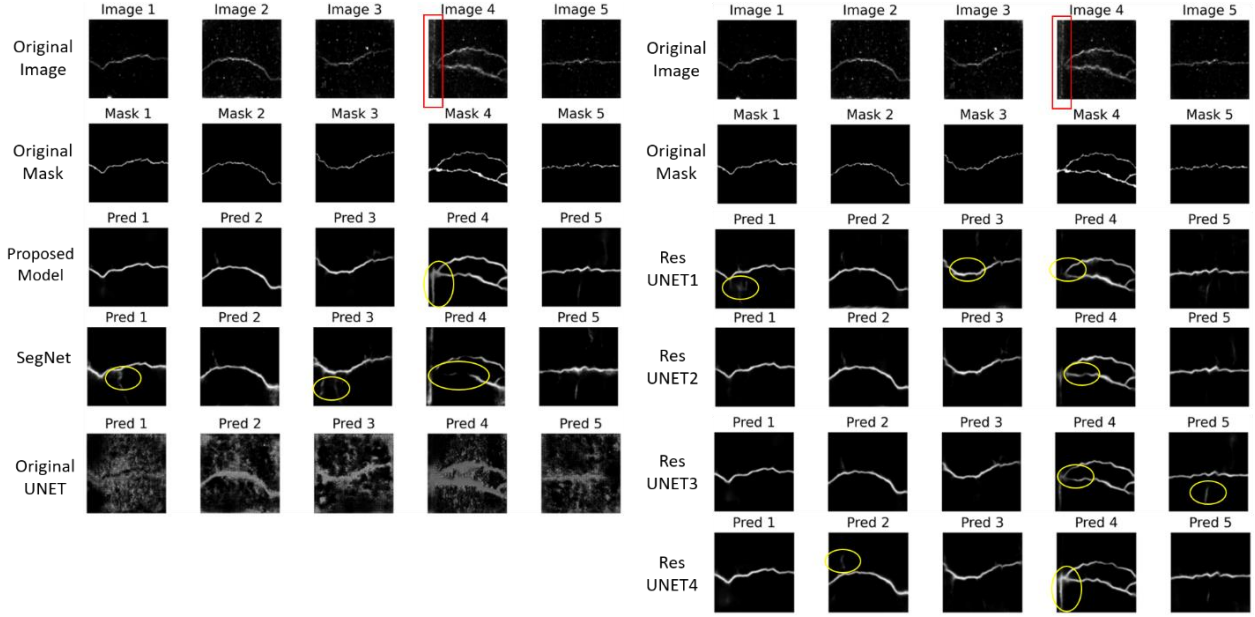 Image 1 Image 2 Image 3 Image 4 Image 5
Original
Image
Mask 1 Mask 2 Mask 3 Mask 4 Mask 5
Original
Mask
Pred 1 Pred 2 Pred 3 Pred 4 Pred 5
Proposed
Model
Pred 1 Pred 2 Pred 3 Pred 4 Pred 5
SegNet
Pred 1 Pred 2 Pred 3 Pred 4 Pred 5
Original
UNET
Image 1 Image 2 Image 3 Image 4 Image 5
Original
Image
Mask 1 Mask 2 Mask 3 Mask 4 Mask 5
Original
Mask
Pred 1 Pred 2 Pred 3 Pred 4 Pred 5
Res
UNET1
Pred 1 Pred 2 Pred 3 Pred 4 Pred 5
Res
UNET2
Pred 1 Pred 2 Pred 3 Pred 4 Pred 5
Res
UNET3
Pred 1 Pred 2 Pred 3 Pred 4 Pred 5
Res
UNET4